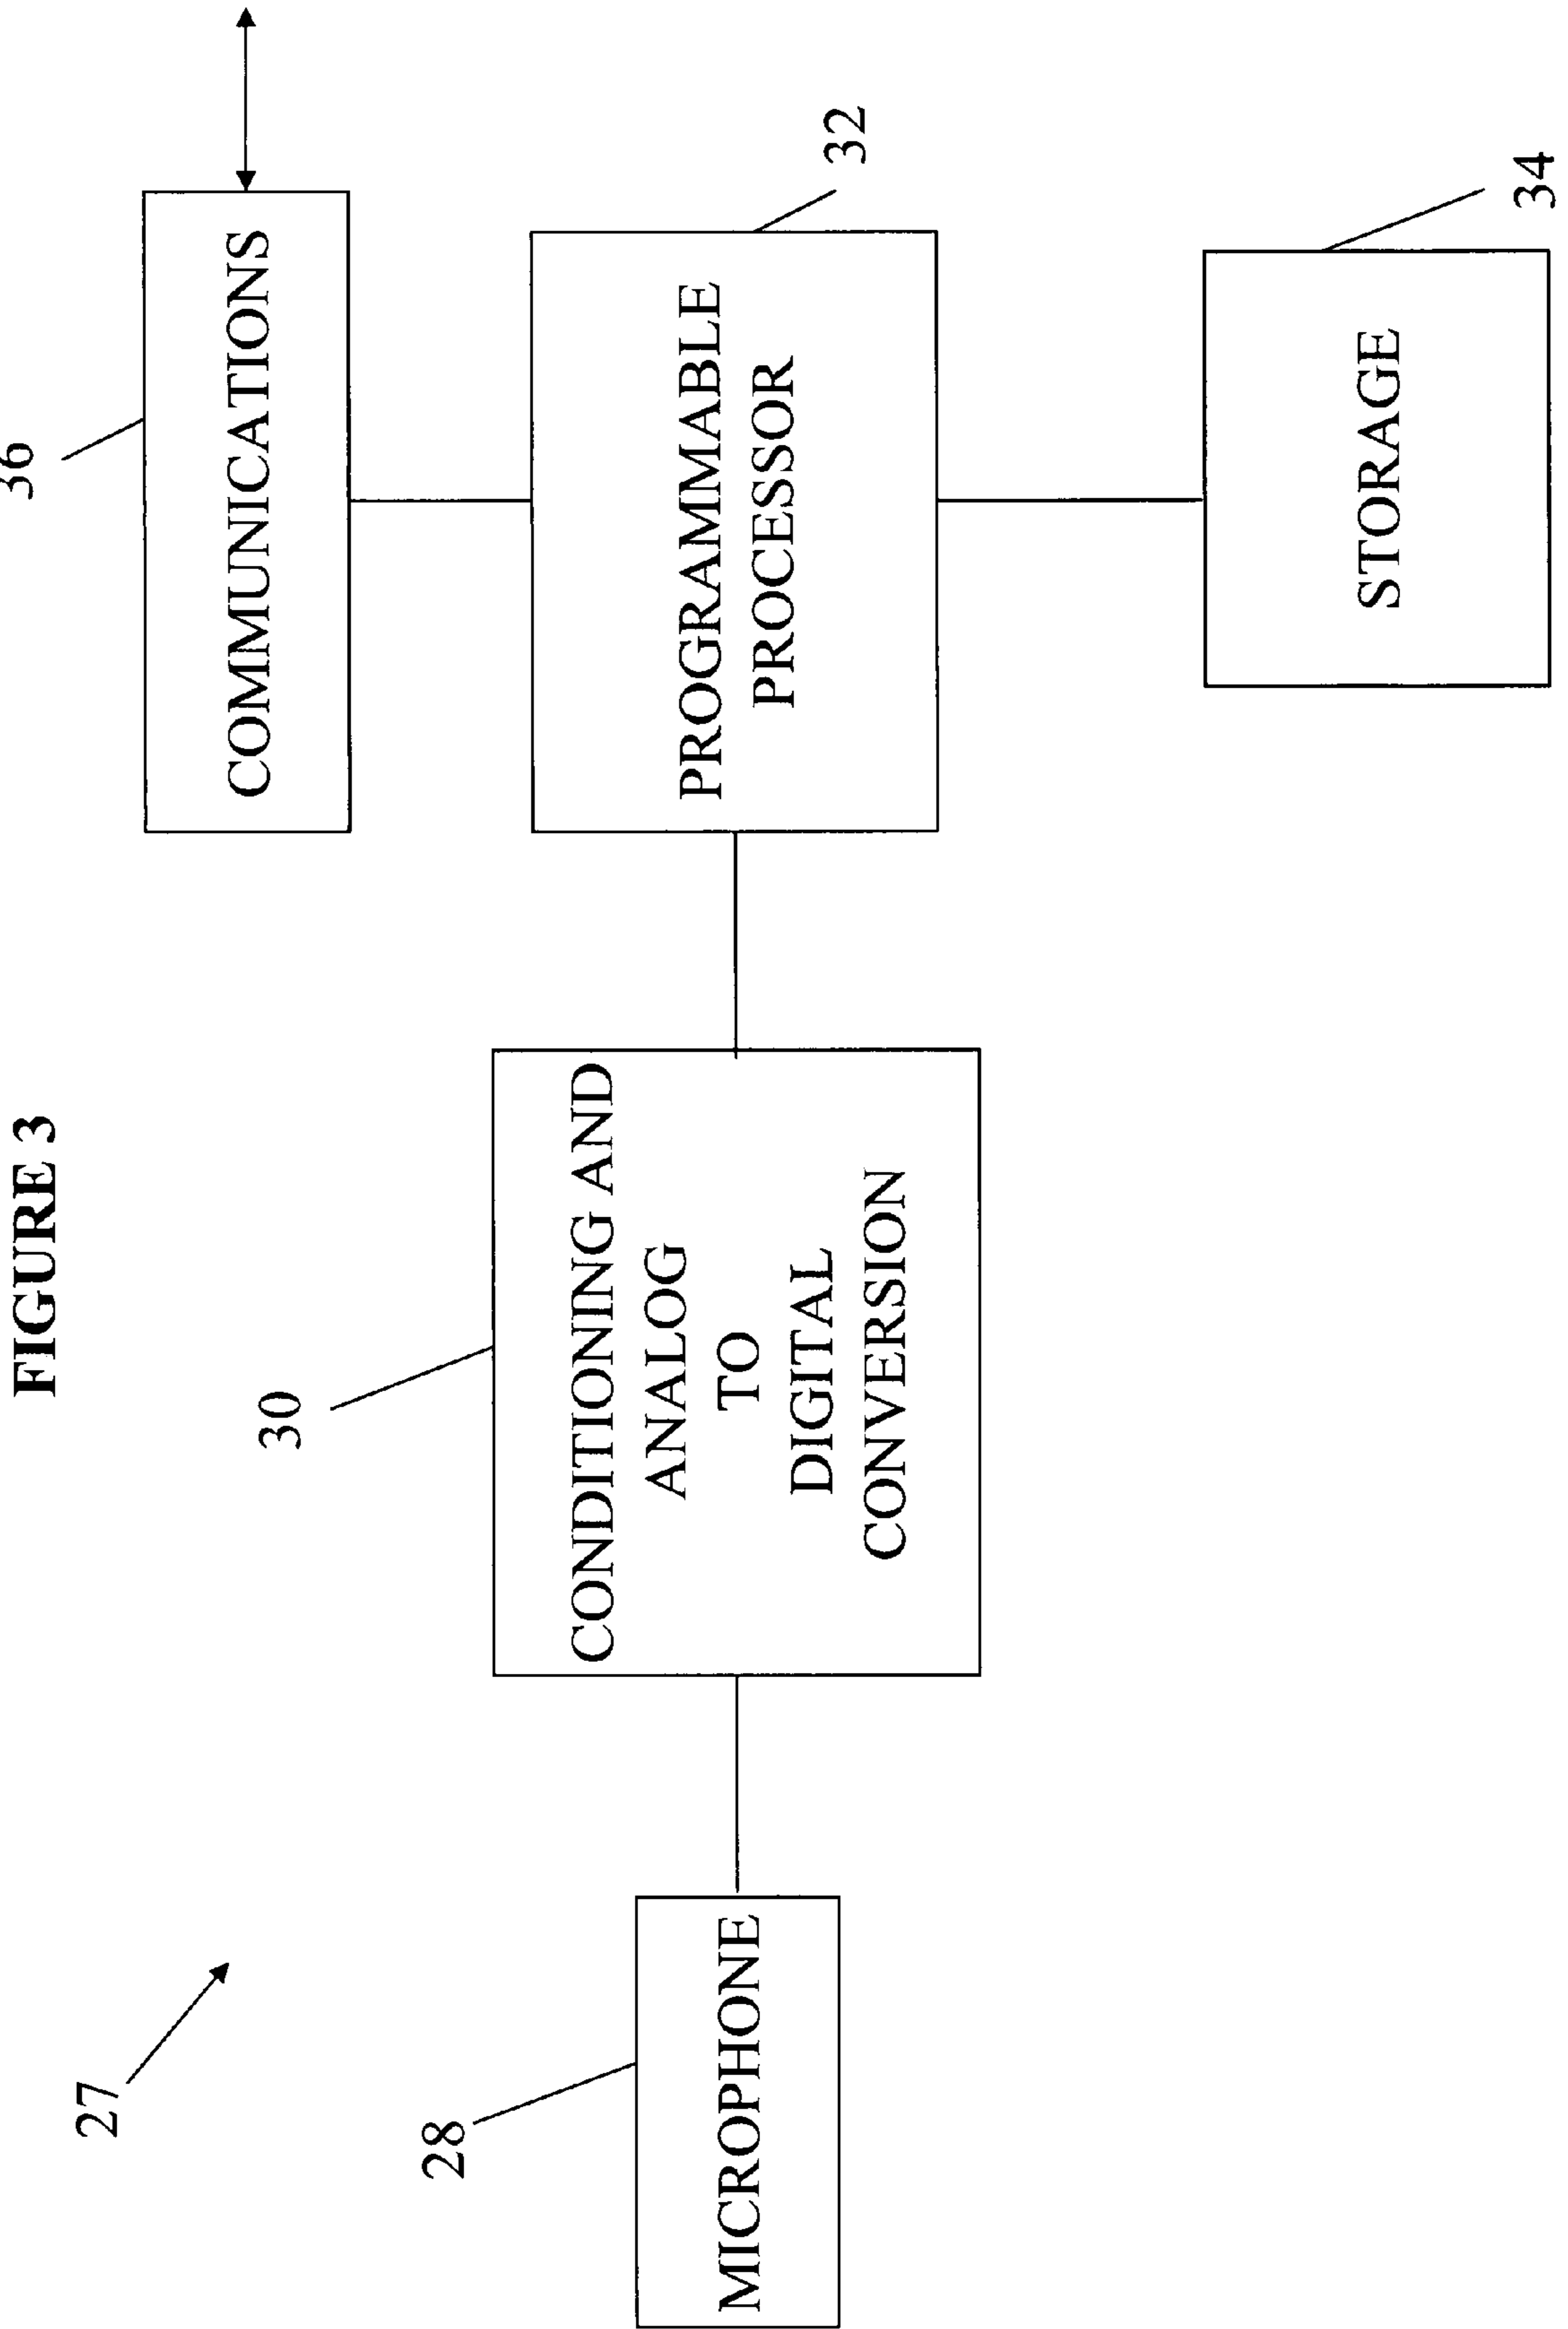 FIGURE 3
27
36
COMMUNICATIONS
30
28
MICROPHONE
CONDITIONING AND
ANALOG
TO
DIGITAL
CONVERSION
PROGRAMMABLE
PROCESSOR
32
STORAGE
34